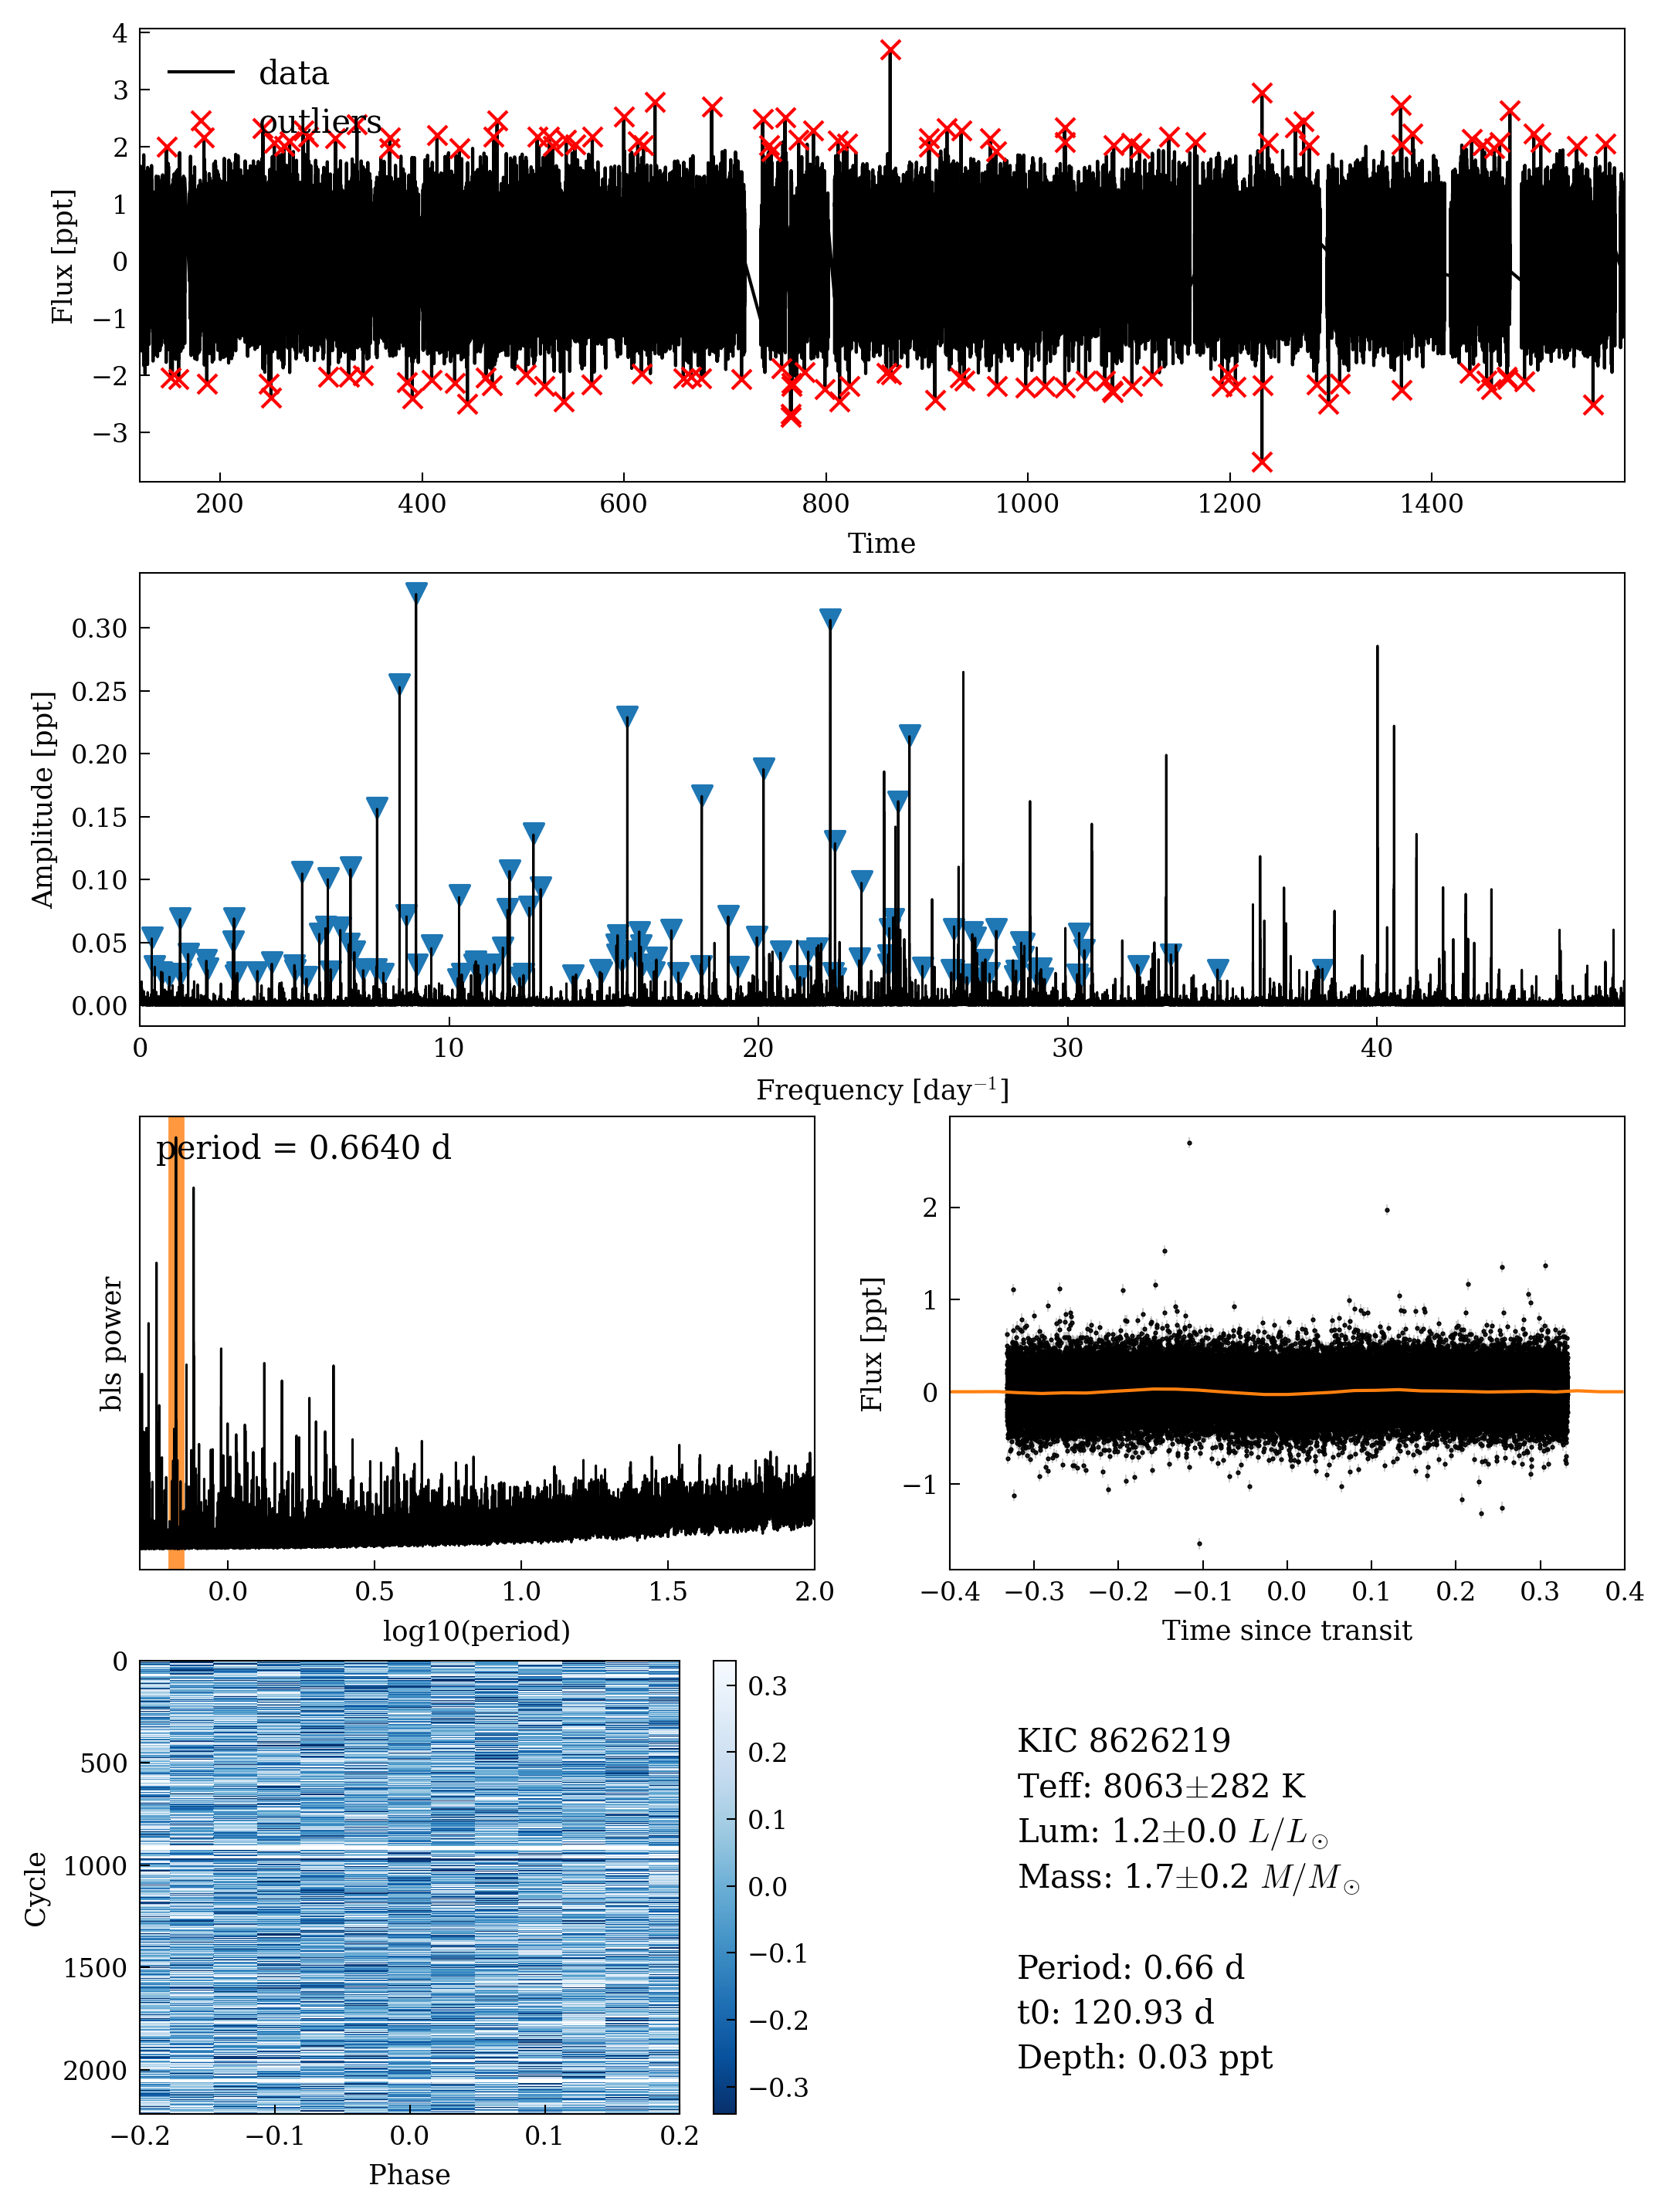 4
3
2
1
0
−1
−2
−3
Flux [ppt]
data
outliers
200 400 600 800 1000 1200 1400
Time
0.30
0.25
0.20
0.15
0.10
0.05
0.00
Amplitude [ppt]
0 10 20 30 40
Frequency [day⁻¹]
period = 0.6640 d
bls power
0.0 0.5 1.0 1.5 2.0
log10(period)
2
1
0
−1
Flux [ppt]
−0.4 −0.3 −0.2 −0.1 0.0 0.1 0.2 0.3 0.4
Time since transit
0
500
1000
1500
2000
Cycle
−0.2 −0.1 0.0 0.1 0.2
Phase
0.3
0.2
0.1
0.0
−0.1
−0.2
−0.3
KIC 8626219
Teff: 8063±282 K
Lum: 1.2±0.0 L/L⊙
Mass: 1.7±0.2 M/M⊙
Period: 0.66 d
t0: 120.93 d
Depth: 0.03 ppt